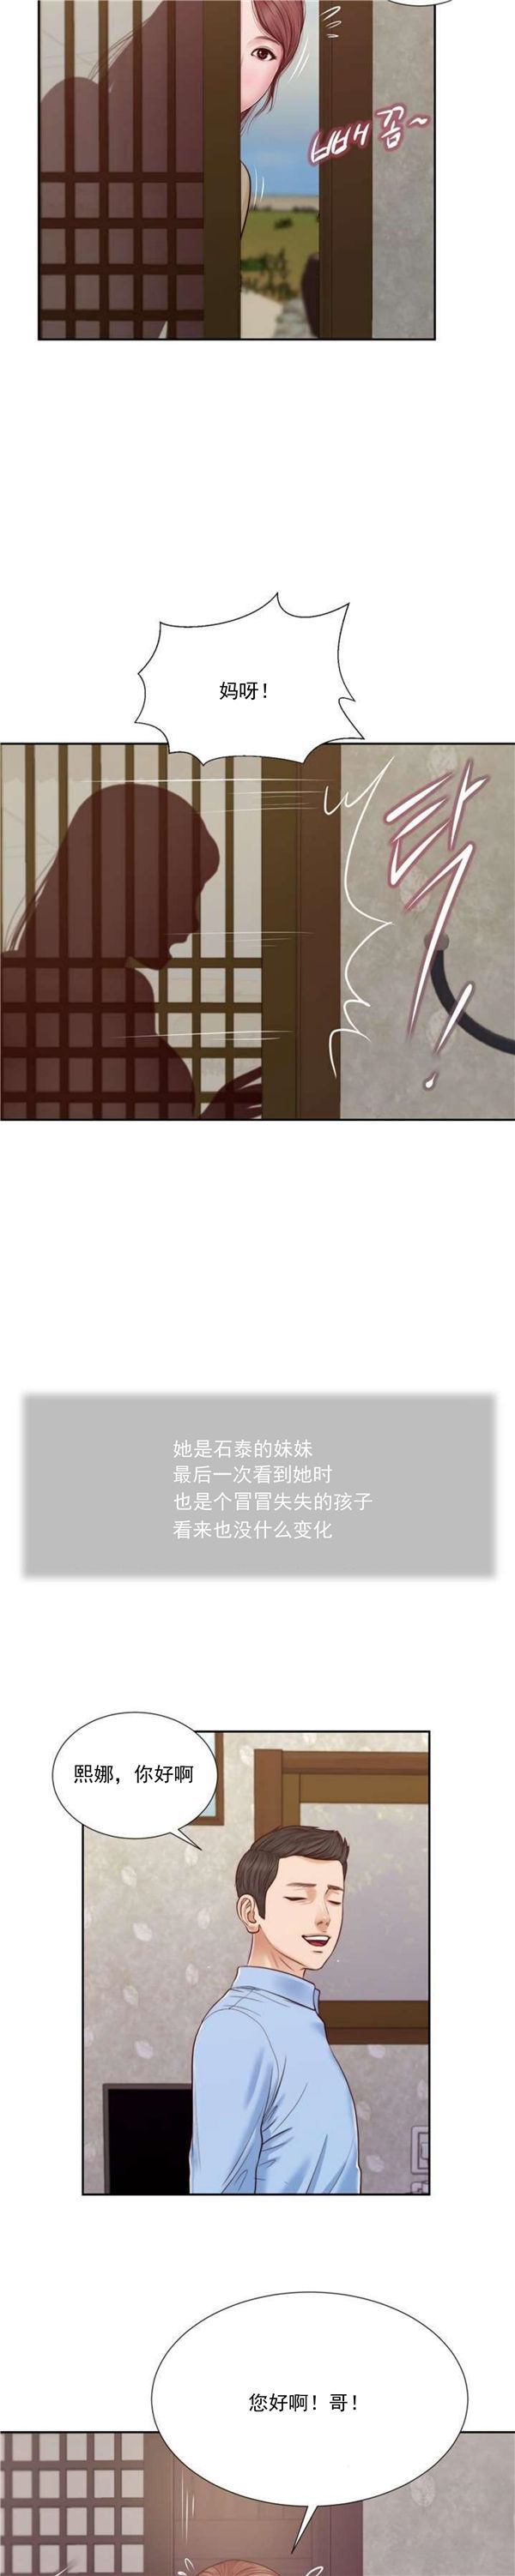 빼꼼~
妈呀！
탁!
她是石泰的妹妹
最后一次看到她时
也是个冒冒失失的孩子
看来也没什么变化
熙娜，你好啊
您好啊！哥！